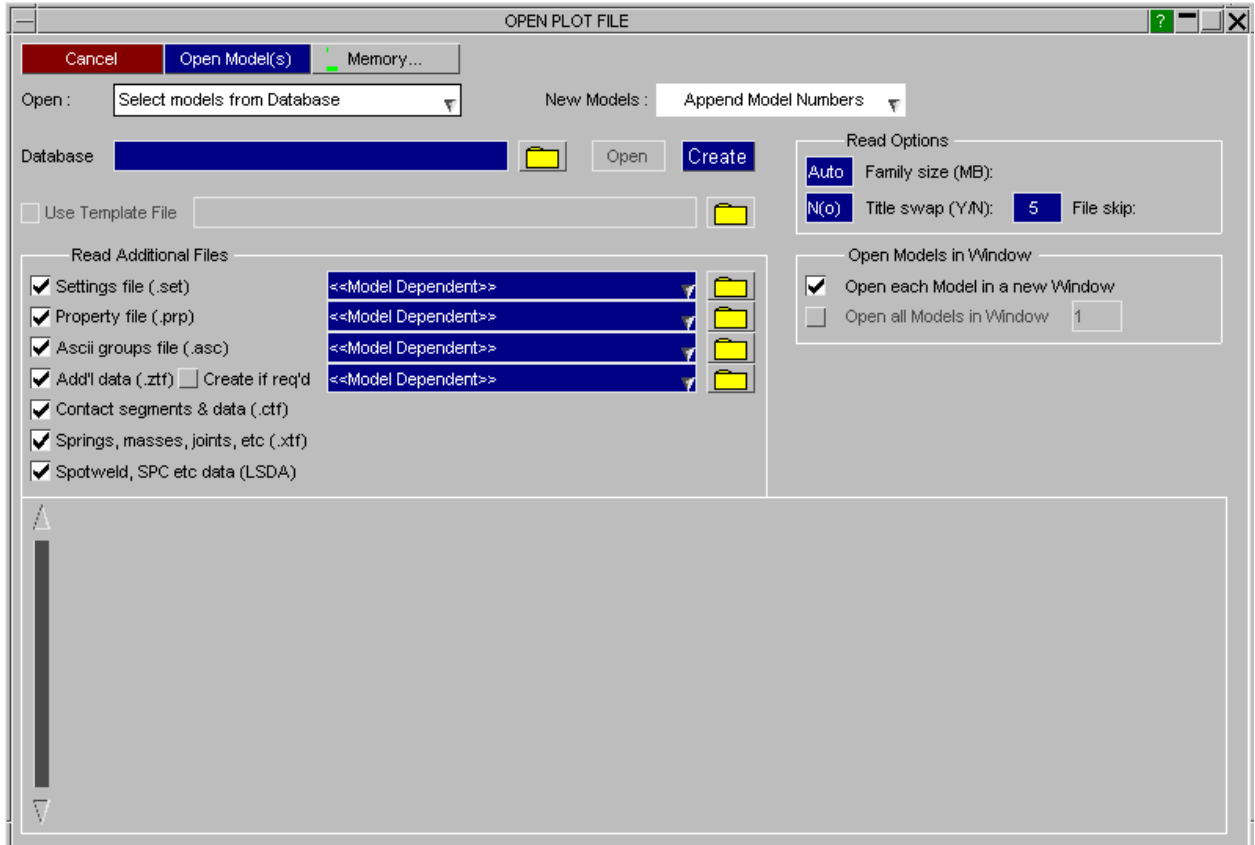 OPEN PLOT FILE ?
Cancel Open Model(s) Memory...
Open : Select models from Database New Models : Append Model Numbers
Database Open Create
Read Options
Auto Family size (MB):
N(o) Title swap (Y/N): 5 File skip:
Use Template File
Read Additional Files
Settings file (.set) <<Model Dependent>>
Property file (.prp) <<Model Dependent>>
Ascii groups file (.asc) <<Model Dependent>>
Add'l data (.ztf) Create if req'd <<Model Dependent>>
Contact segments & data (.ctf)
Springs, masses, joints, etc (.xtf)
Spotweld, SPC etc data (LSDA)
Open Models in Window
Open each Model in a new Window
Open all Models in Window 1